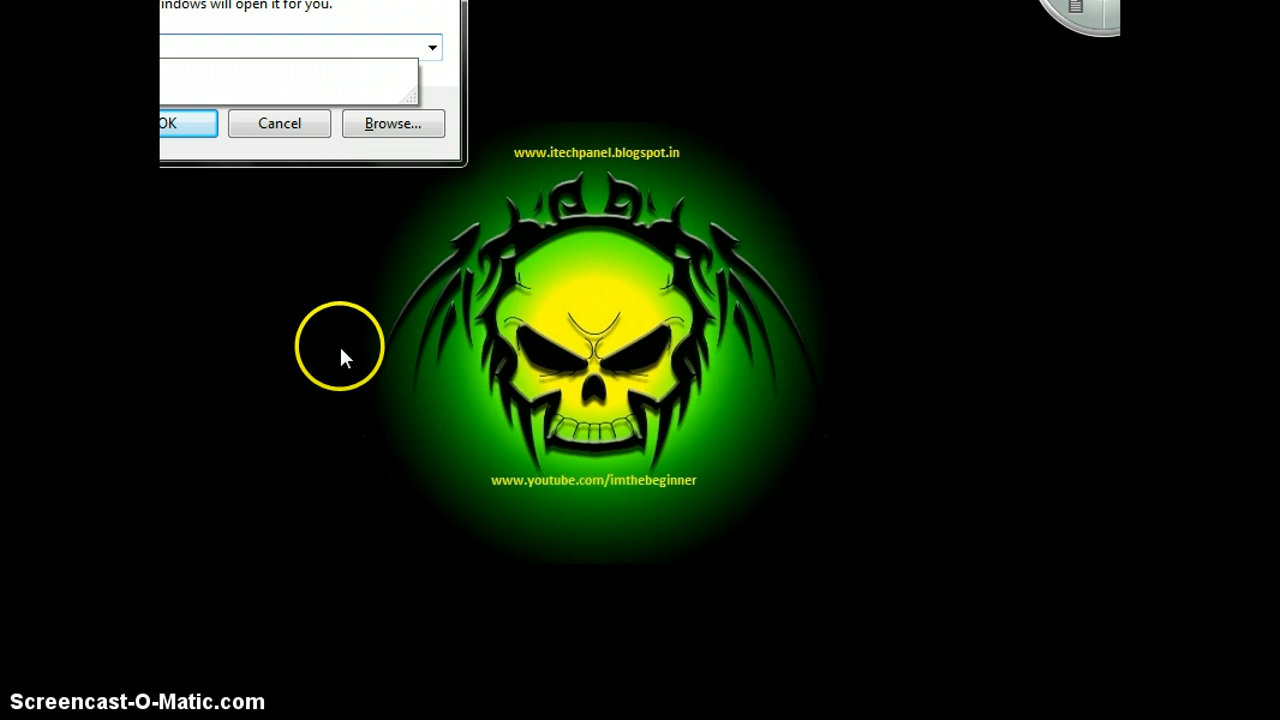 indows will open it for you.
OK
Cancel
Browse...
www.itechpanel.blogspot.in
www.youtube.com/imthebeginner
Screencast-O-Matic.com